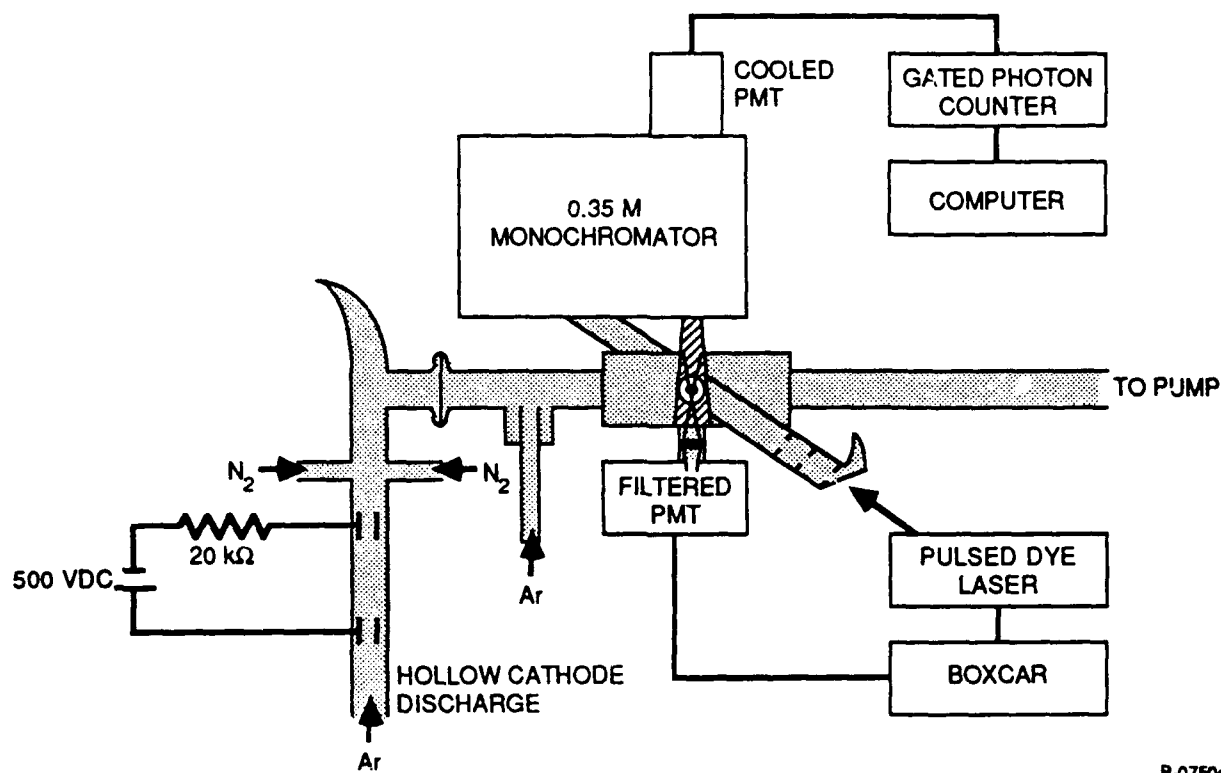 COOLED
PMT
GATED PHOTON
COUNTER
COMPUTER
0.35 M
MONOCHROMATOR
TO PUMP
N2
N2
FILTERED
PMT
20 kΩ
500 VDC
Ar
PULSED DYE
LASER
BOXCAR
HOLLOW CATHODE
DISCHARGE
Ar